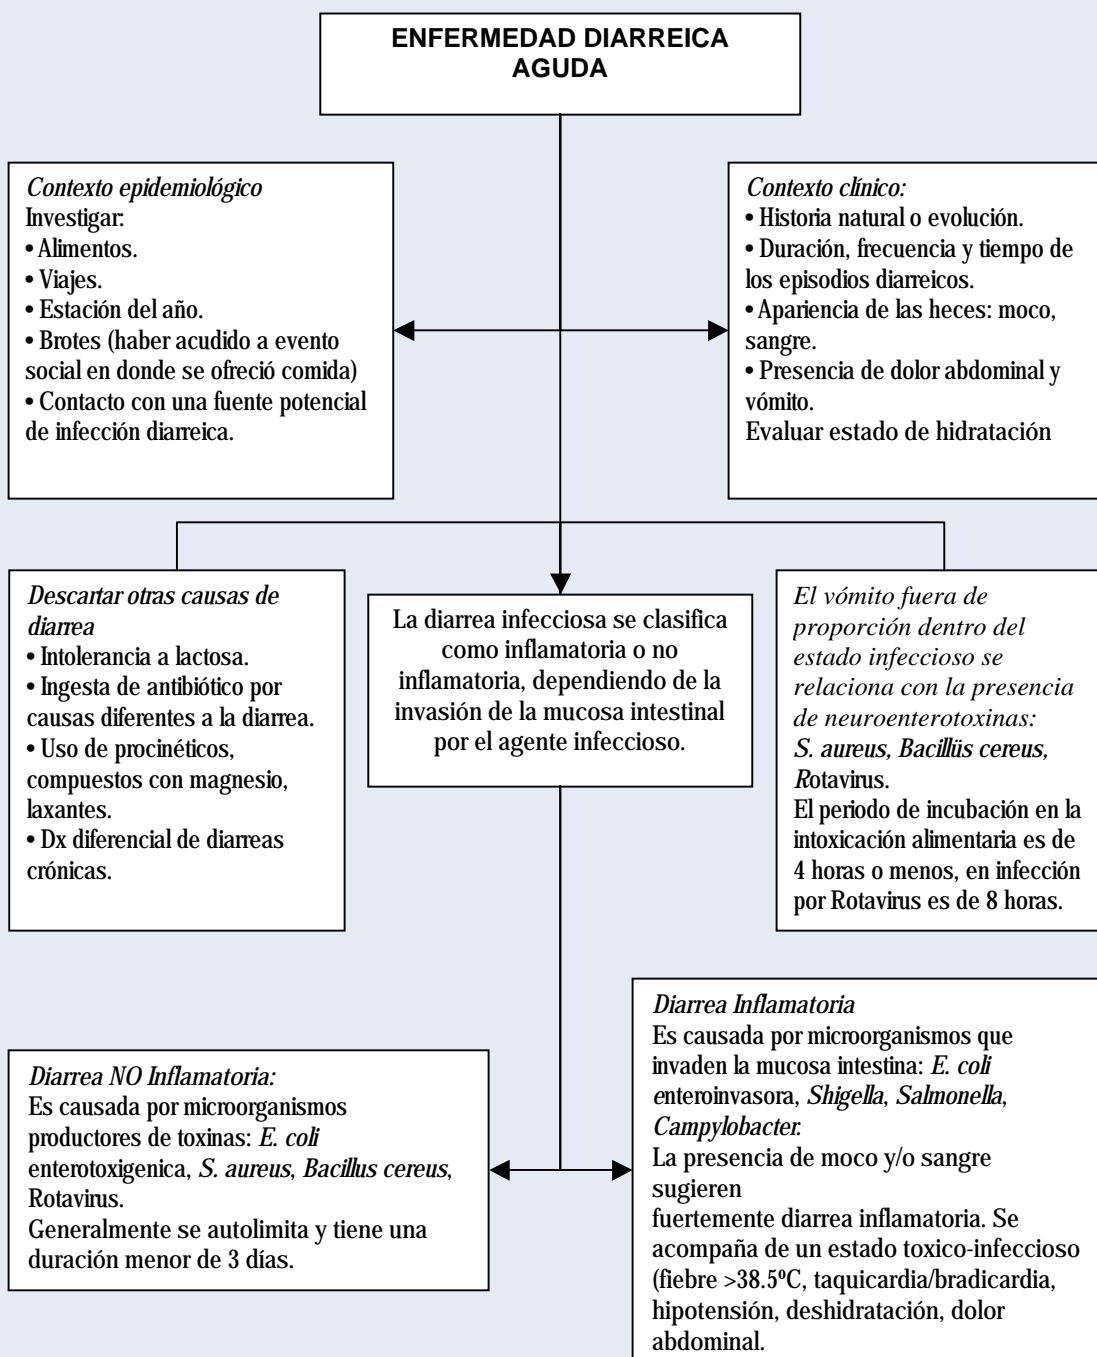 ENFERMEDAD DIARREICA
AGUDA
Contexto epidemiológico
Investigar:
• Alimentos.
• Viajes.
• Estación del año.
• Brotes (haber acudido a evento
social en donde se ofreció comida)
• Contacto con una fuente potencial
de infección diarreica.
Contexto clínico:
• Historia natural o evolución.
• Duración, frecuencia y tiempo de
los episodios diarreicos.
• Apariencia de las heces: moco,
sangre.
• Presencia de dolor abdominal y
vómito.
Evaluar estado de hidratación
Descartar otras causas de
diarrea
• Intolerancia a lactosa.
• Ingesta de antibiótico por
causas diferentes a la diarrea.
• Uso de procinéticos,
compuestos con magnesio,
laxantes.
• Dx diferencial de diarreas
crónicas.
La diarrea infecciosa se clasifica
como inflamatoria o no
inflamatoria, dependiendo de la
invasión de la mucosa intestinal
por el agente infeccioso.
El vómito fuera de
proporción dentro del
estado infeccioso se
relaciona con la presencia
de neuroenterotoxinas:
S. aureus, Bacillüs cereus,
Rotavirus.
El periodo de incubación en la
intoxicación alimentaria es de
4 horas o menos, en infección
por Rotavirus es de 8 horas.
Diarrea NO Inflamatoria:
Es causada por microorganismos
productores de toxinas: E. coli
enterotoxigenica, S. aureus, Bacillus cereus,
Rotavirus.
Generalmente se autolimita y tiene una
duración menor de 3 días.
Diarrea Inflamatoria
Es causada por microorganismos que
invaden la mucosa intestina: E. coli
enteroinvasora, Shigella, Salmonella,
Campylobacter.
La presencia de moco y/o sangre
sugieren
fuertemente diarrea inflamatoria. Se
acompaña de un estado toxico-infeccioso
(fiebre >38.5ºC, taquicardia/bradicardia,
hipotensión, deshidratación, dolor
abdominal.